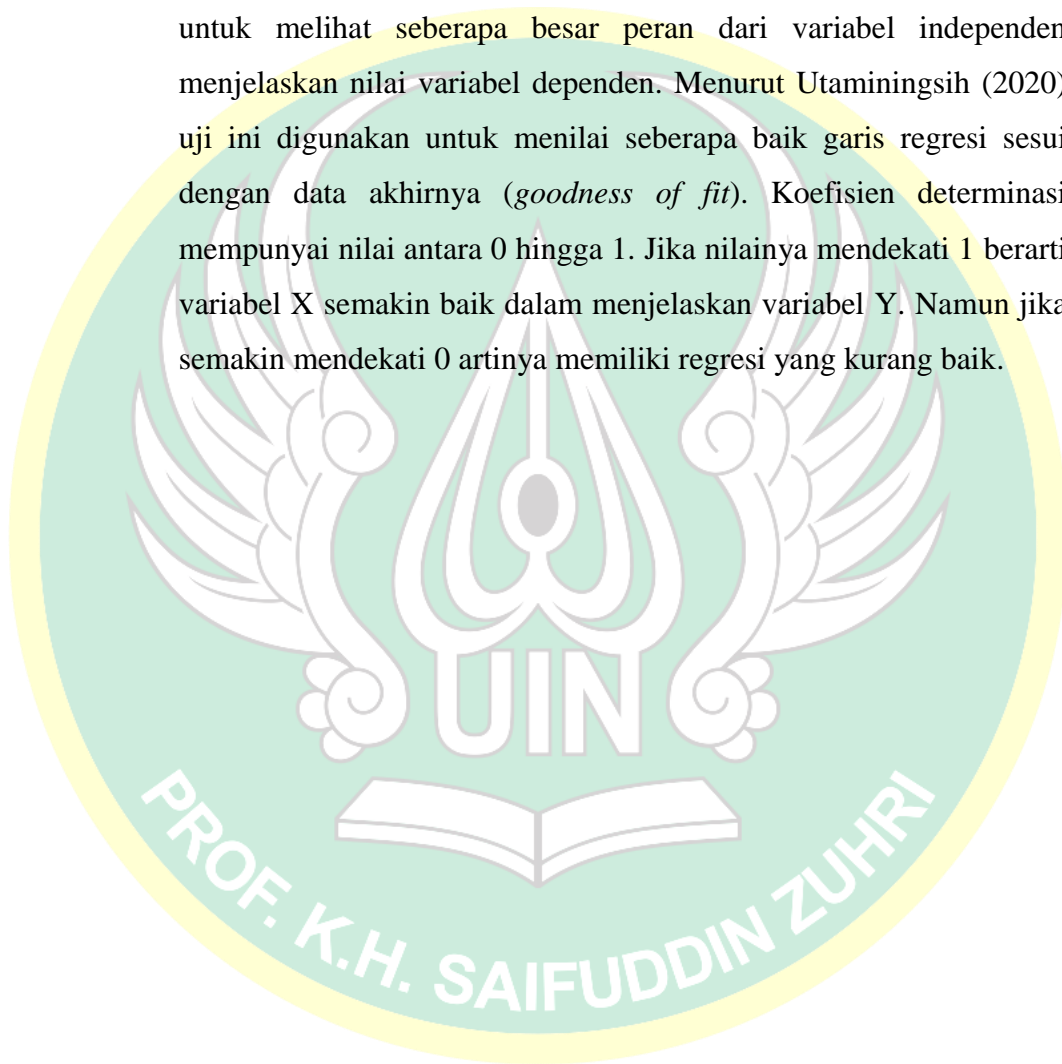 untuk melihat seberapa besar peran dari variabel independen
menjelaskan nilai variabel dependen. Menurut Utaminingsih (2020)
uji ini digunakan untuk menilai seberapa baik garis regresi sesui
dengan data akhirnya (goodness of fit). Koefisien determinasi
mempunyai nilai antara 0 hingga 1. Jika nilainya mendekati 1 berarti
variabel X semakin baik dalam menjelaskan variabel Y. Namun jika
semakin mendekati 0 artinya memiliki regresi yang kurang baik.
UIN
PROF. K.H. SAIFUDDIN ZUHRI